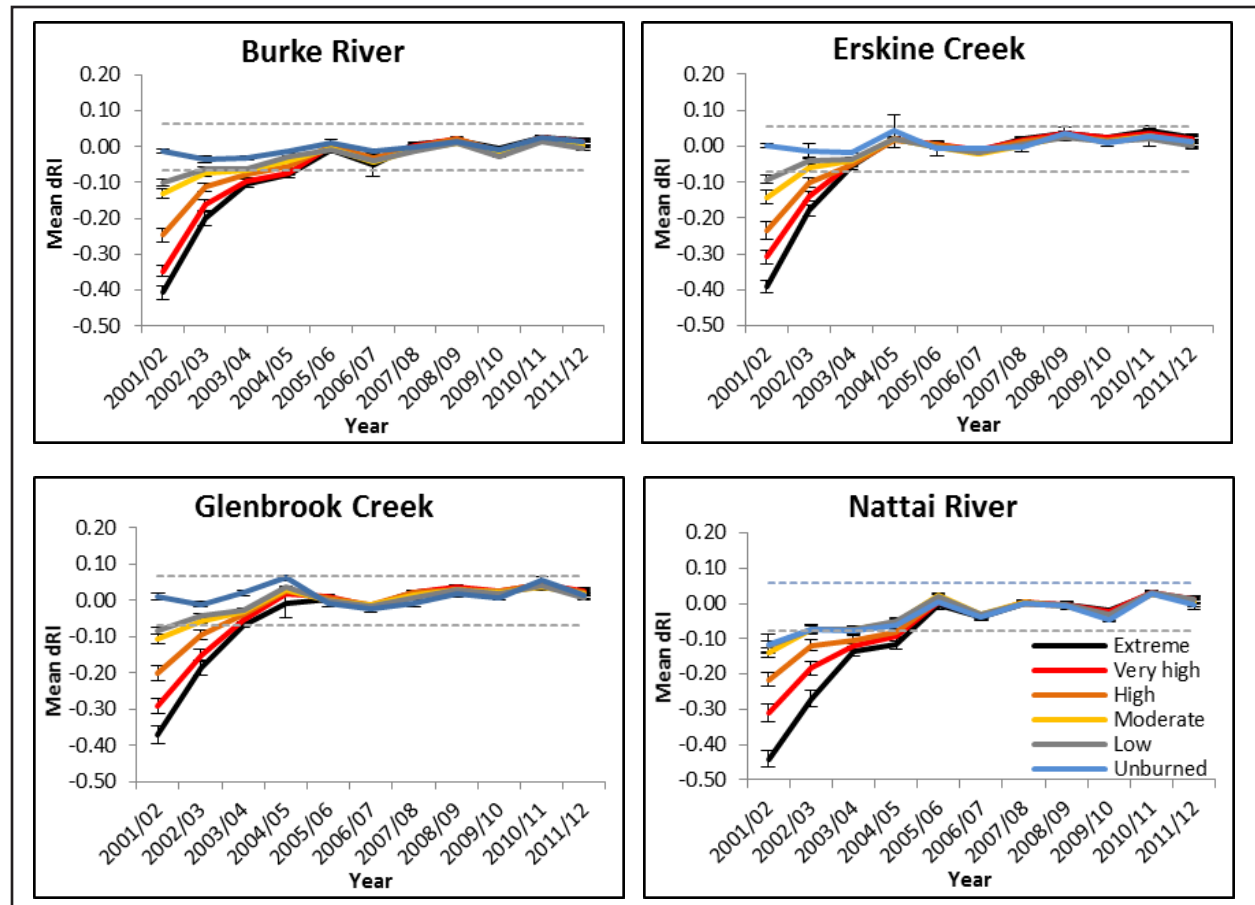 Burke River
0.20
0.10
0.00
-0.10
-0.20
-0.30
-0.40
-0.50
Mean dRI
2001/02 2002/03 2003/04 2004/05 2005/06 2006/07 2007/08 2008/09 2009/10 2010/11 2011/12
Year
Erskine Creek
0.20
0.10
0.00
-0.10
-0.20
-0.30
-0.40
-0.50
Mean dRI
2001/02 2002/03 2003/04 2004/05 2005/06 2006/07 2007/08 2008/09 2009/10 2010/11 2011/12
Year
Glenbrook Creek
0.20
0.10
0.00
-0.10
-0.20
-0.30
-0.40
-0.50
Mean dRI
2001/02 2002/03 2003/04 2004/05 2005/06 2006/07 2007/08 2008/09 2009/10 2010/11 2011/12
Year
Nattai River
0.20
0.10
0.00
-0.10
-0.20
-0.30
-0.40
-0.50
Mean dRI
Extreme
Very high
High
Moderate
Low
Unburned
2001/02 2002/03 2003/04 2004/05 2005/06 2006/07 2007/08 2008/09 2009/10 2010/11 2011/12
Year